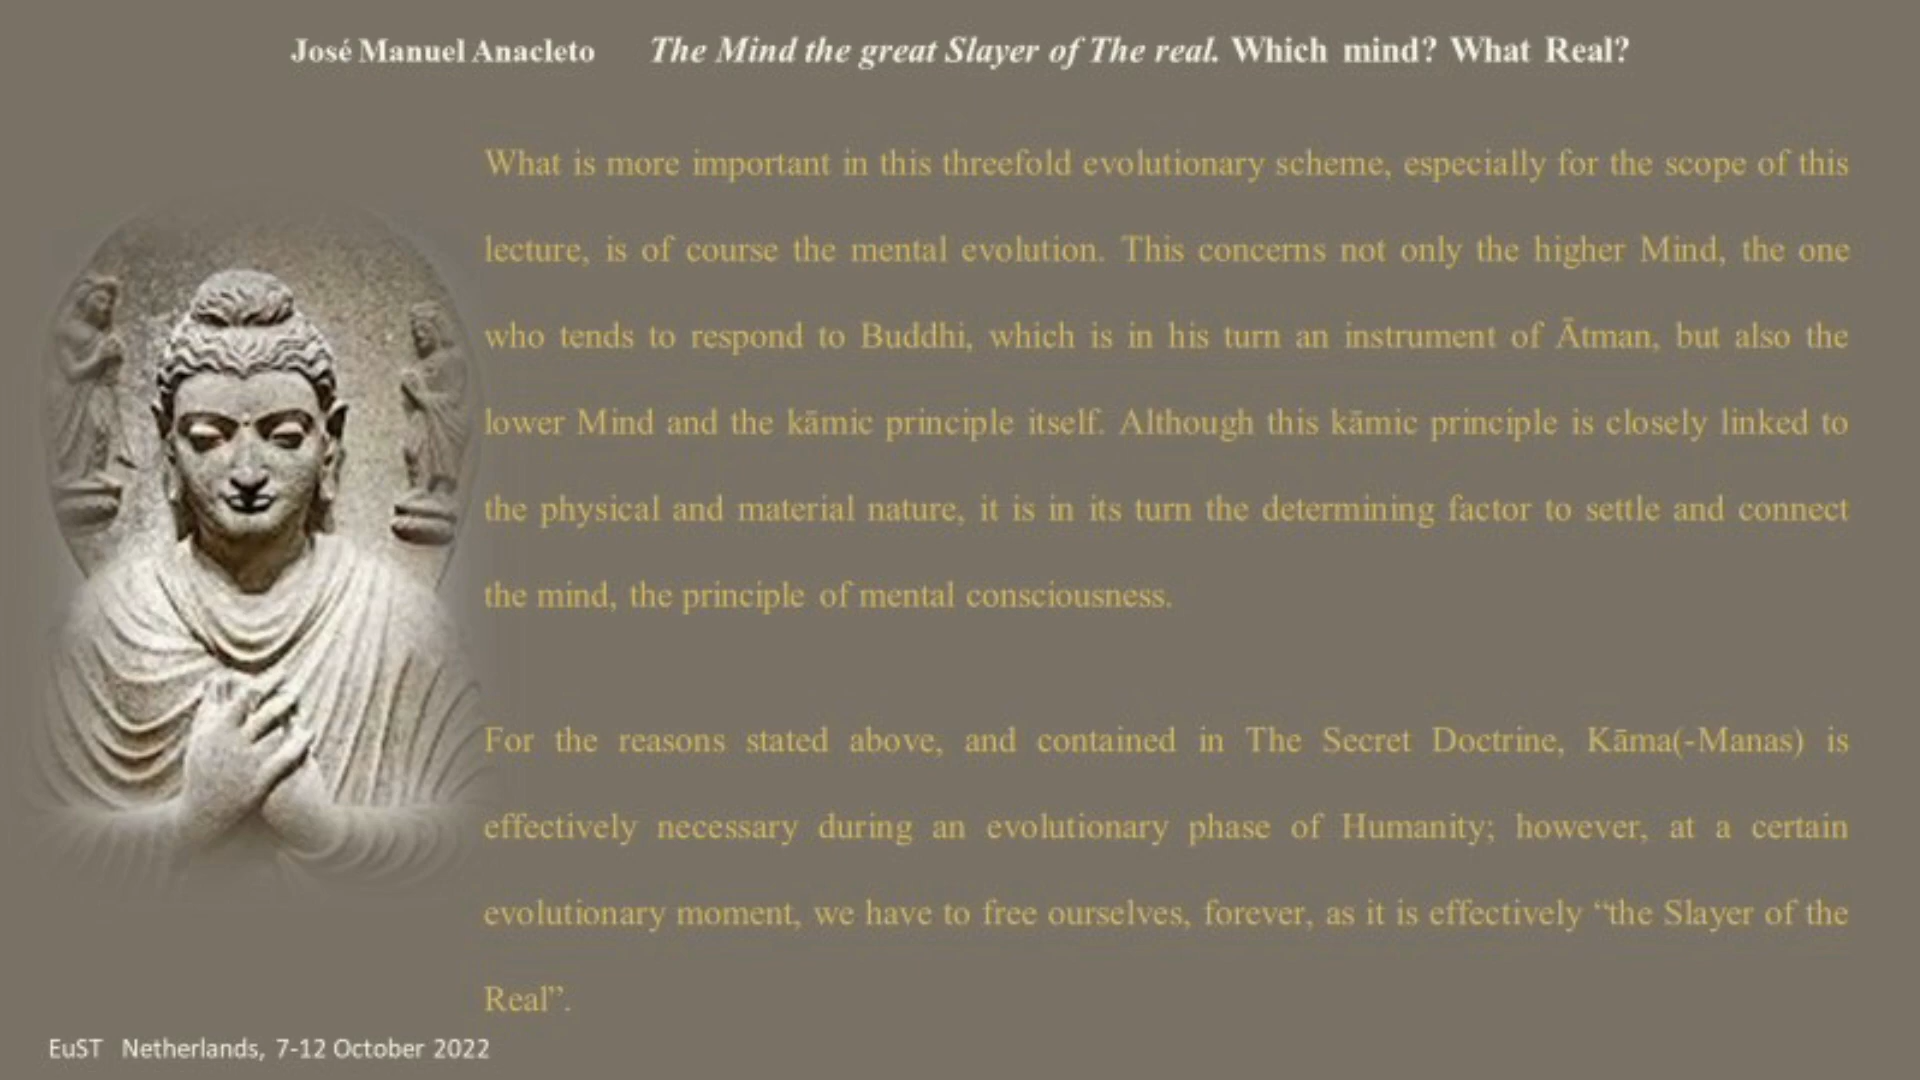 José Manuel Anacleto The Mind the great Slayer of The real. Which mind? What Real?
What is more important in this threefold evolutionary scheme, especially for the scope of this
lecture, is of course the mental evolution. This concerns not only the higher Mind, the one
who tends to respond to Buddhi, which is in his turn an instrument of Ātman, but also the
lower Mind and the kāmic principle itself. Although this kāmic principle is closely linked to
the physical and material nature, it is in its turn the determining factor to settle and connect
the mind, the principle of mental consciousness.
For the reasons stated above, and contained in The Secret Doctrine, Kāma(-Manas) is
effectively necessary during an evolutionary phase of Humanity; however, at a certain
evolutionary moment, we have to free ourselves, forever, as it is effectively “the Slayer of the
Real”.
EuST Netherlands, 7-12 October 2022